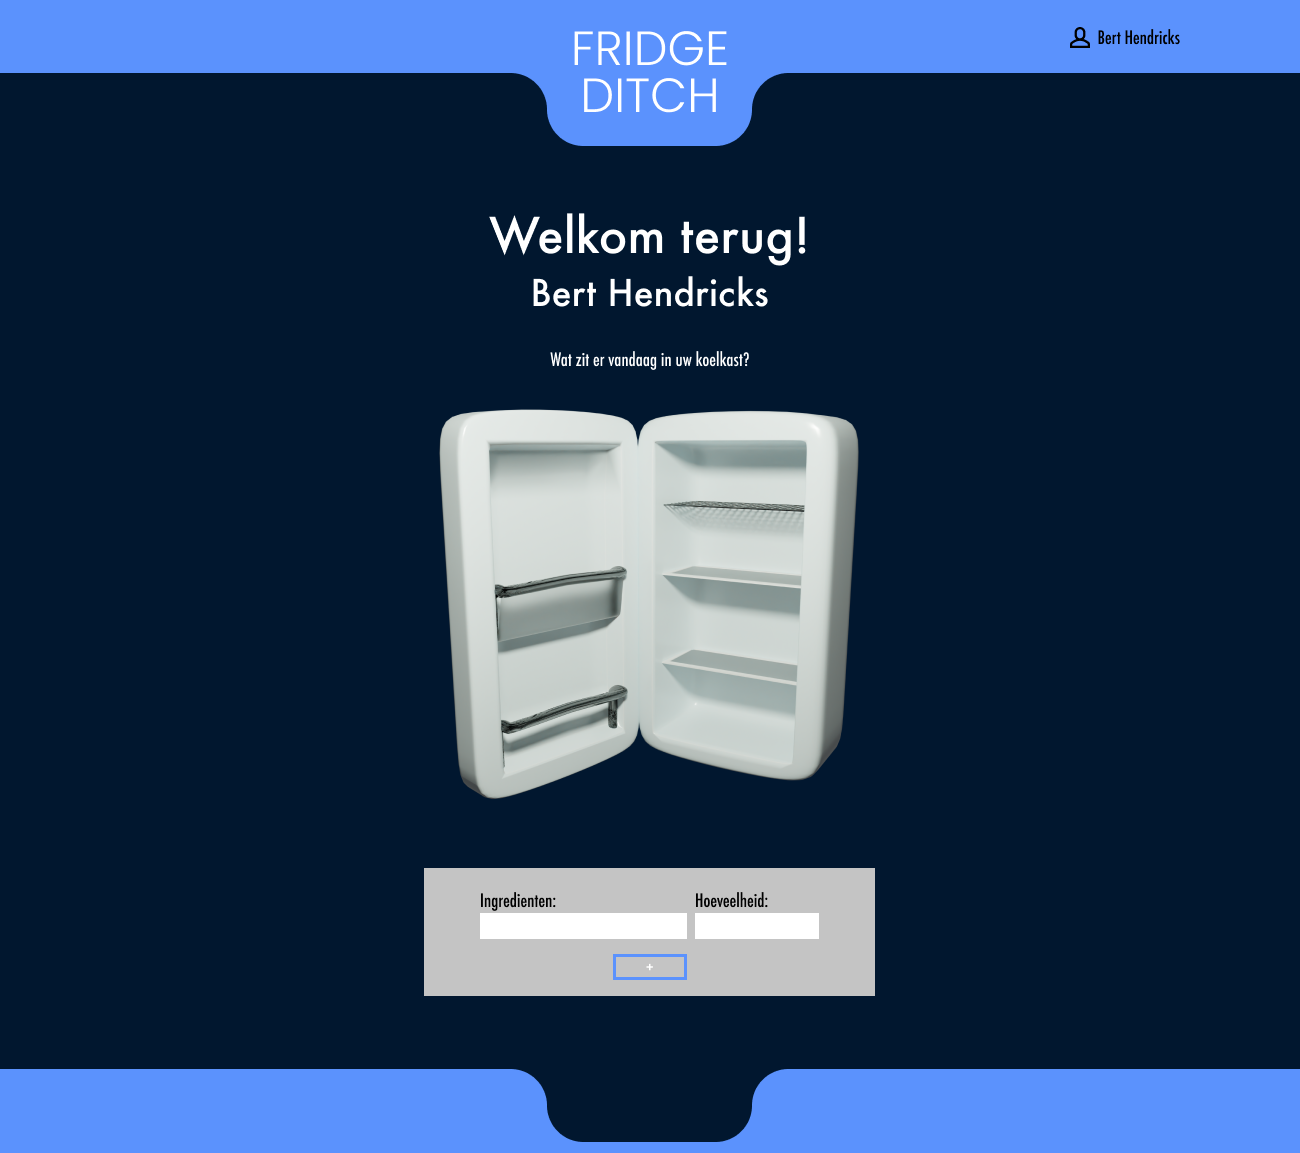 FRIDGE
DITCH
Bert Hendricks
Welkom terug!
Bert Hendricks
Wat zit er vandaag in uw koelkast?
Ingredienten: Hoeveelheid:
+